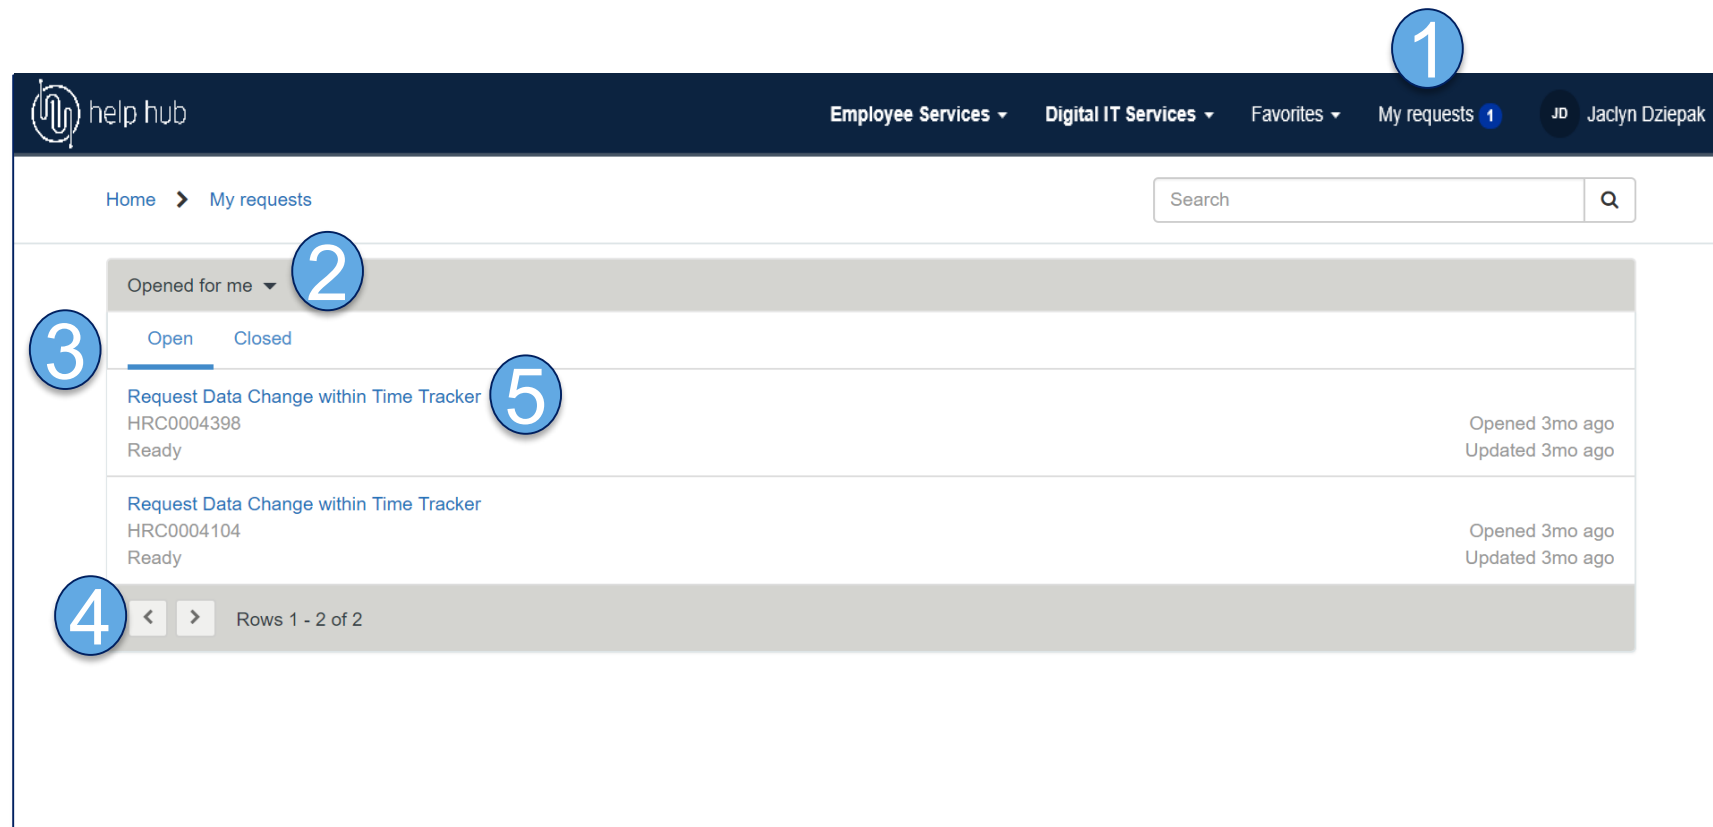 1
help hub
Employee Services
Digital IT Services
Favorites
My requests 1
JD
Jaclyn Dziepak
Home
My requests
Search
Opened for me
2
3
Open
Closed
Request Data Change within Time Tracker
5
HRC0004398
Opened 3mo ago
Ready
Updated 3mo ago
Request Data Change within Time Tracker
HRC0004104
Opened 3mo ago
Ready
Updated 3mo ago
4
Rows 1 - 2 of 2